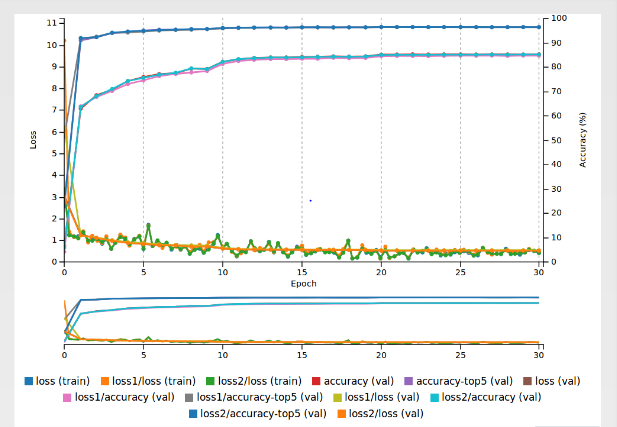 11
10
9
8
7
6
5
4
3
2
1
0
Loss
100
90
80
70
60
50
40
30
20
10
0
Accuracy (%)
0 5 10 15 20 25 30
Epoch
0 5 10 15 20 25 30
loss (train) loss1/loss (train) loss2/loss (train) accuracy (val) accuracy-top5 (val) loss (val)
loss1/accuracy (val) loss1/accuracy-top5 (val) loss1/loss (val) loss2/accuracy (val)
loss2/accuracy-top5 (val) loss2/loss (val)